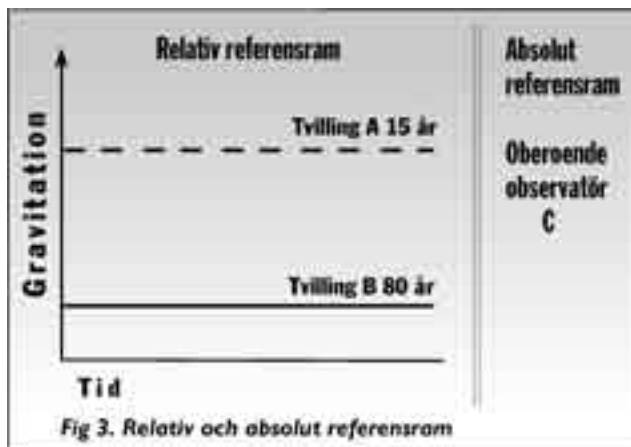 Relativ referensram
Gravitation
Tvilling A 15 år
Tvilling B 80 år
Tid
Absolut
referensram
Oberoende
observatör
C
Fig 3. Relativ och absolut referensram